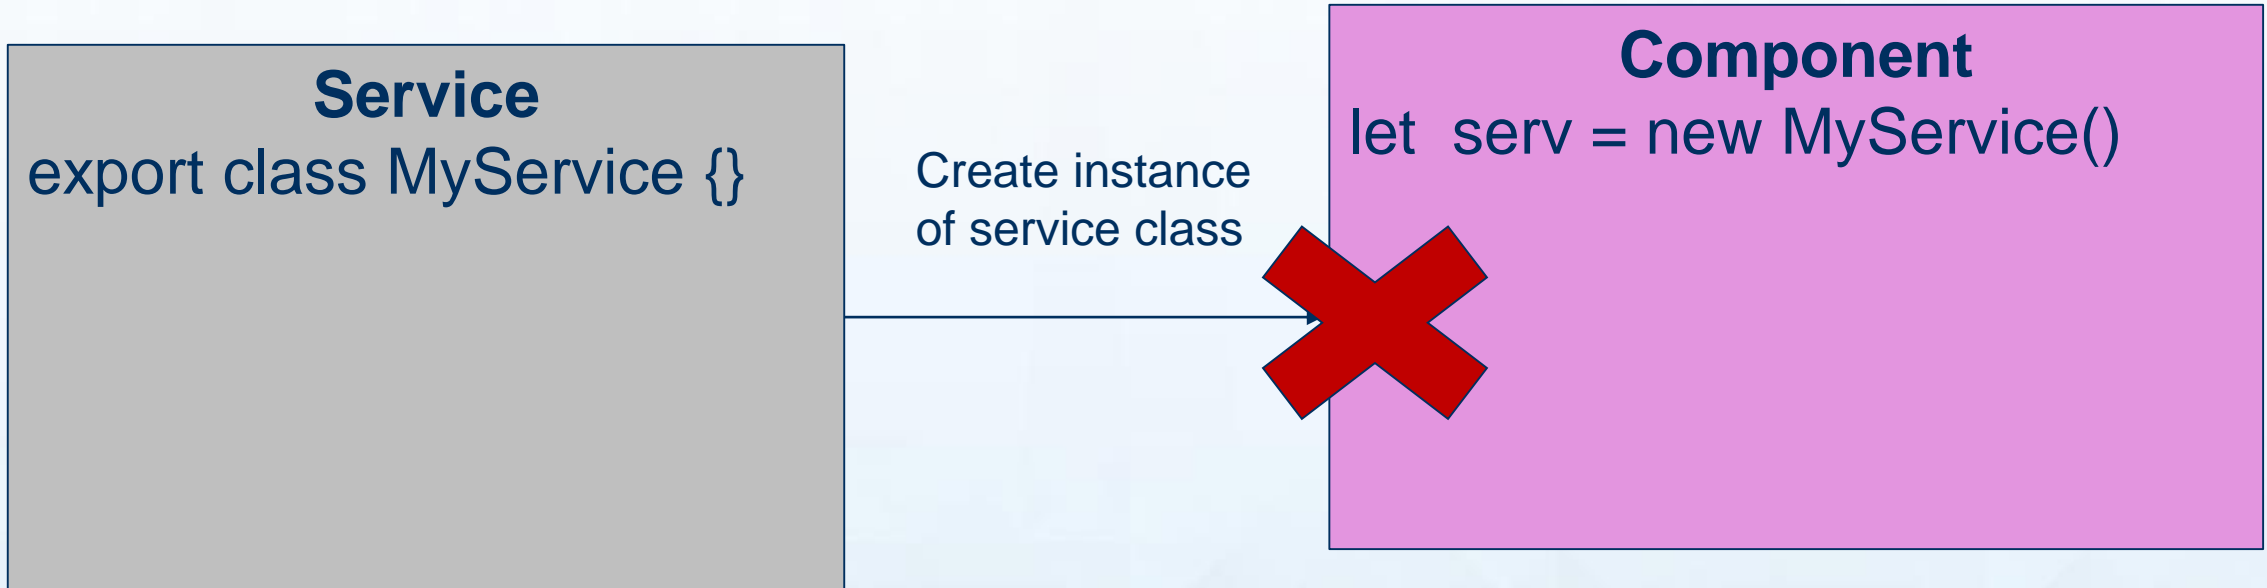 Service
export class MyService {}
Create instance
of service class
Component
let  serv = new MyService()